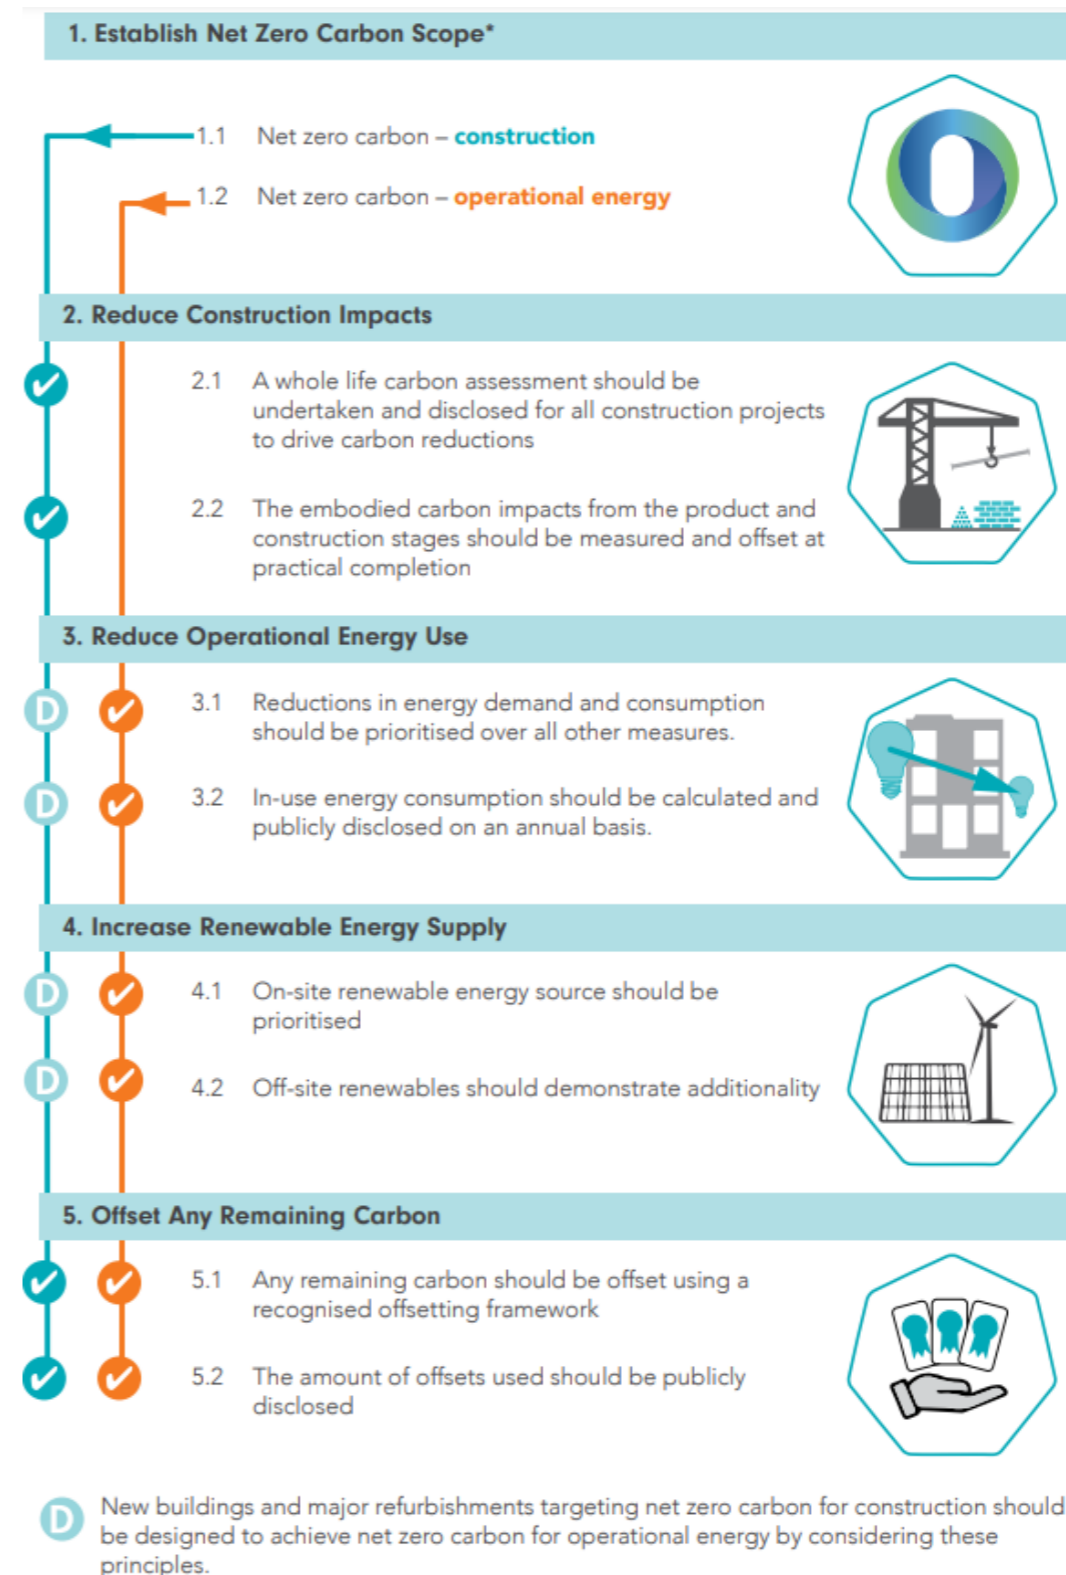 1. Establish Net Zero Carbon Scope*
1.1 Net zero carbon – construction
1.2 Net zero carbon – operational energy
2. Reduce Construction Impacts
2.1 A whole life carbon assessment should be
undertaken and disclosed for all construction projects
to drive carbon reductions
2.2 The embodied carbon impacts from the product and
construction stages should be measured and offset at
practical completion
3. Reduce Operational Energy Use
D 3.1 Reductions in energy demand and consumption
should be prioritised over all other measures.
D 3.2 In-use energy consumption should be calculated and
publicly disclosed on an annual basis.
4. Increase Renewable Energy Supply
D 4.1 On-site renewable energy source should be
prioritised
D 4.2 Off-site renewables should demonstrate additionality
5. Offset Any Remaining Carbon
5.1 Any remaining carbon should be offset using a
recognised offsetting framework
5.2 The amount of offsets used should be publicly
disclosed
D New buildings and major refurbishments targeting net zero carbon for construction should
be designed to achieve net zero carbon for operational energy by considering these
principles.